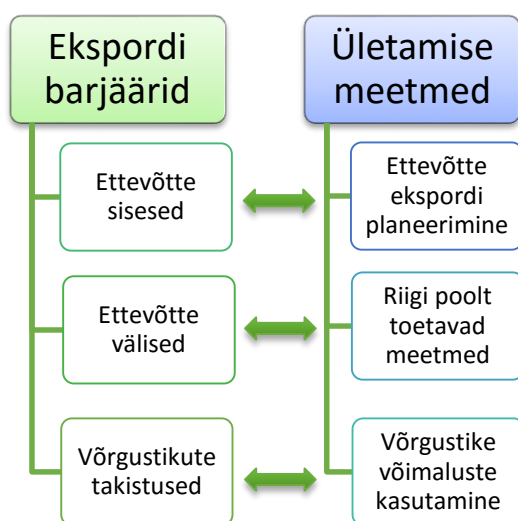 Ekspordi
barjäärid
Ületamise
meetmed
Ettevõtte
sisesed
Ettevõtte
ekspordi
planeerimine
Ettevõtte
välised
Riigi poolt
toetavad
meetmed
Võrgustikute
takistused
Võrgustike
võimaluste
kasutamine